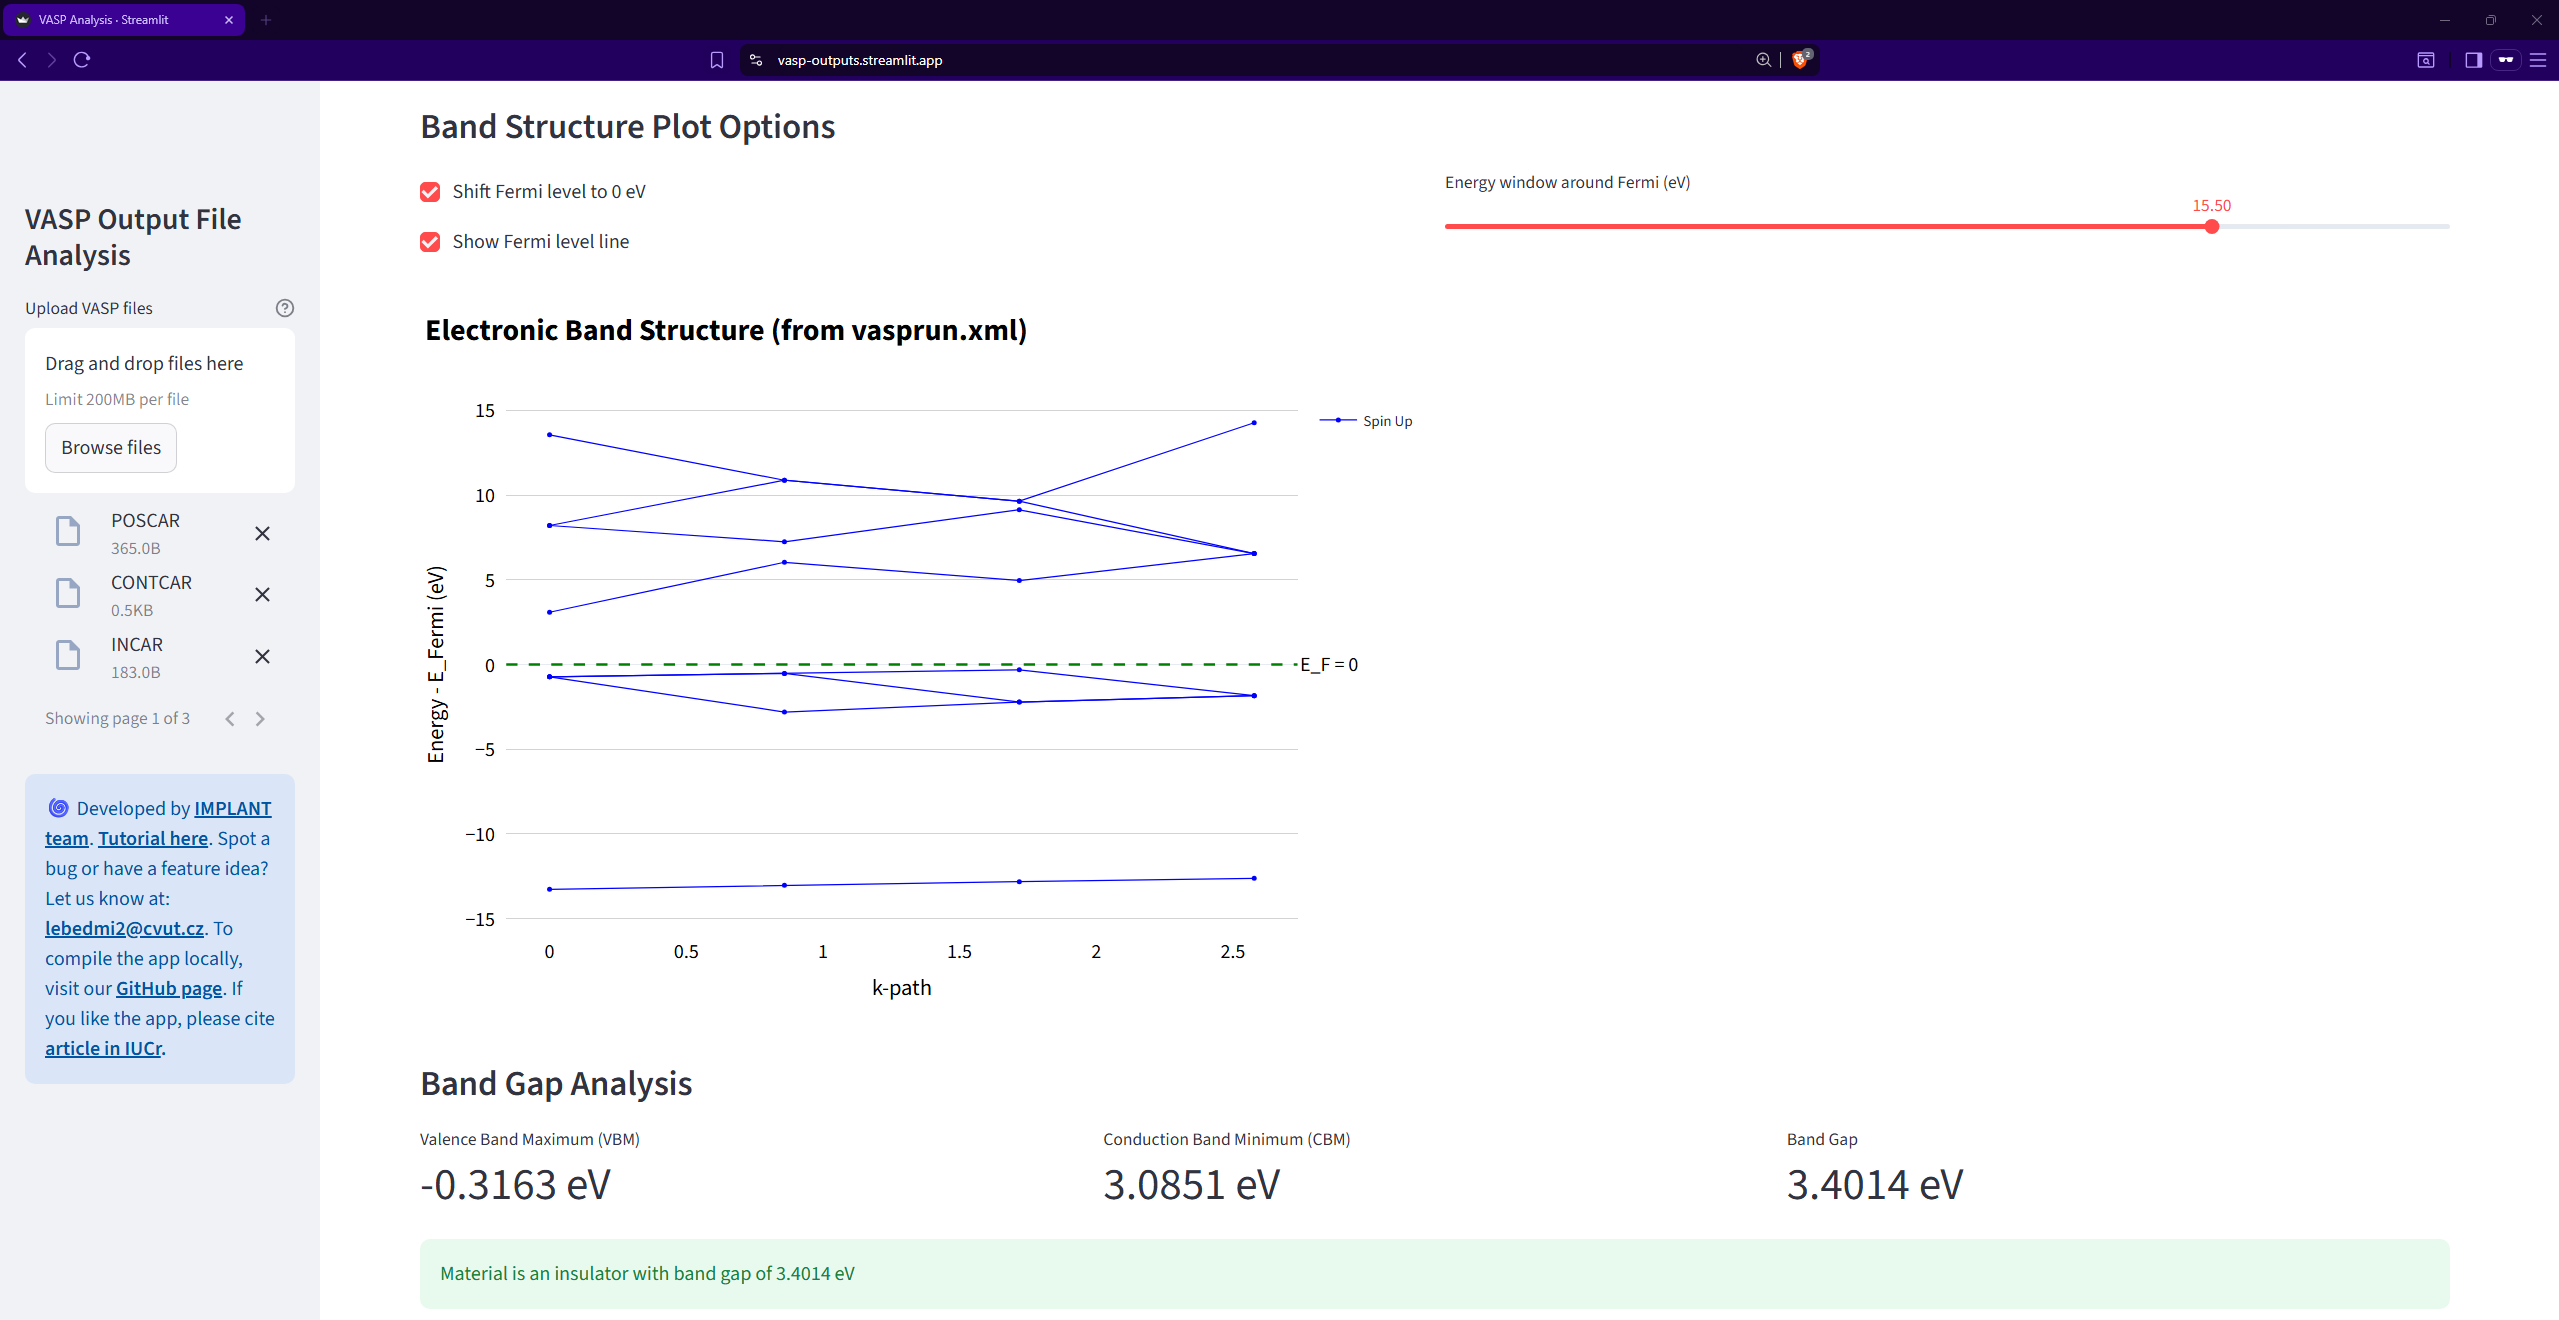 VASP Analysis · Streamlit
vasp-outputs.streamlit.app
2
VASP Output File
Analysis
Upload VASP files
Drag and drop files here
Limit 200MB per file
Browse files
POSCAR
365.0B
CONTCAR
0.5KB
INCAR
183.0B
Showing page 1 of 3
Developed by IMPLANT
team. Tutorial here. Spot a
bug or have a feature idea?
Let us know at:
lebedmi2@cvut.cz. To
compile the app locally,
visit our GitHub page. If
you like the app, please cite
article in IUCr.
Band Structure Plot Options
Shift Fermi level to 0 eV
Show Fermi level line
Energy window around Fermi (eV)
15.50
Electronic Band Structure (from vasprun.xml)
Energy - E_Fermi (eV)
15
10
5
0
−5
−10
−15
Spin Up
E_F = 0
0 0.5 1 1.5 2 2.5
k-path
Band Gap Analysis
Valence Band Maximum (VBM)
-0.3163 eV
Conduction Band Minimum (CBM)
3.0851 eV
Band Gap
3.4014 eV
Material is an insulator with band gap of 3.4014 eV